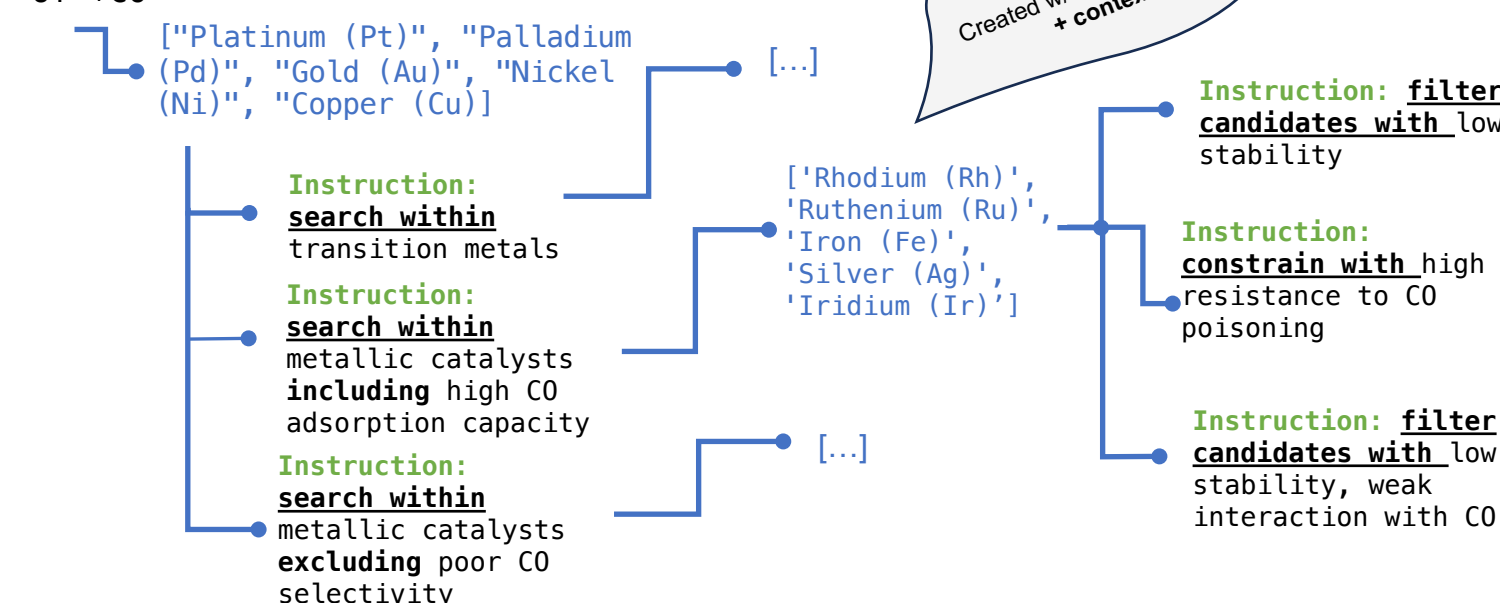 ["Platinum (Pt)", "Palladium
(Pd)", "Gold (Au)", "Nickel
(Ni)", "Copper (Cu)]
Instruction:
search within
transition metals
Instruction:
search within
metallic catalysts
including high CO
adsorption capacity
Instruction:
search within
metallic catalysts
excluding poor CO
selectivity
[...]
['Rhodium (Rh)',
'Ruthenium (Ru)',
'Iron (Fe)',
'Silver (Ag)',
'Iridium (Ir)’]
[...]
Created
+
Instruction: filter
candidates with low
stability
Instruction:
constrain with high
resistance to CO
poisoning
Instruction: filter
candidates with low
stability, weak
interaction with CO